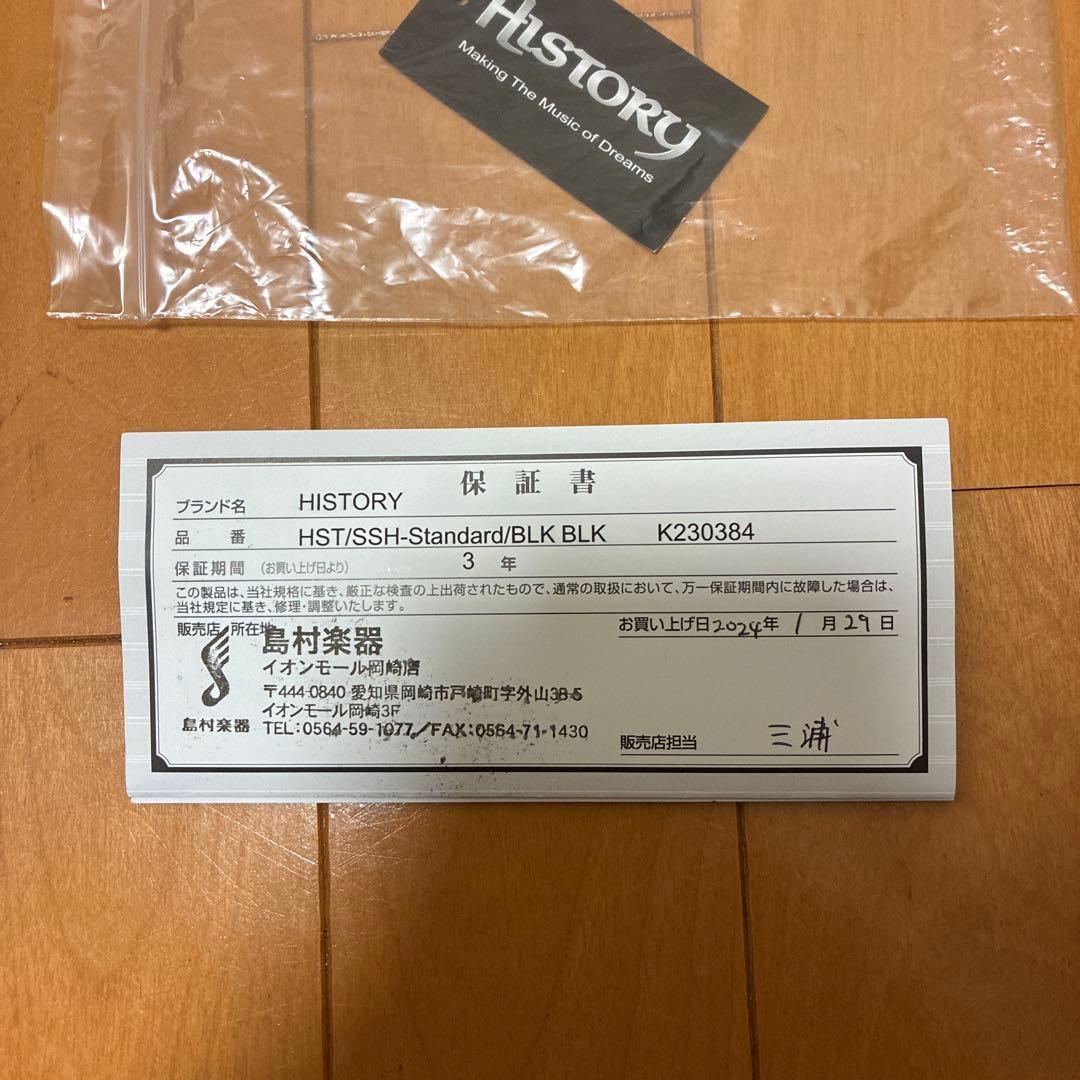 HISTORY
Making The Music of Dreams
保証書
ブランド名 HISTORY
品番 HST/SSH-Standard/BLK BLK K230384
保証期間 (お買い上げ日より) 3 年
この製品は、当社規格に基き、厳正な検査の上出荷されたもので、通常の取扱において、万一保証期間内に故障した場合は、
当社規定に基き、修理・調整いたします。
販売店 所在地
お買い上げ日 2024年 1月 29日
島村楽器
イオンモール岡崎店
〒444-0840 愛知県岡崎市戸崎町字外山38-5
イオンモール岡崎3F
TEL:0564-59-1077/FAX:0564-71-1430
島村楽器
販売店担当 三浦